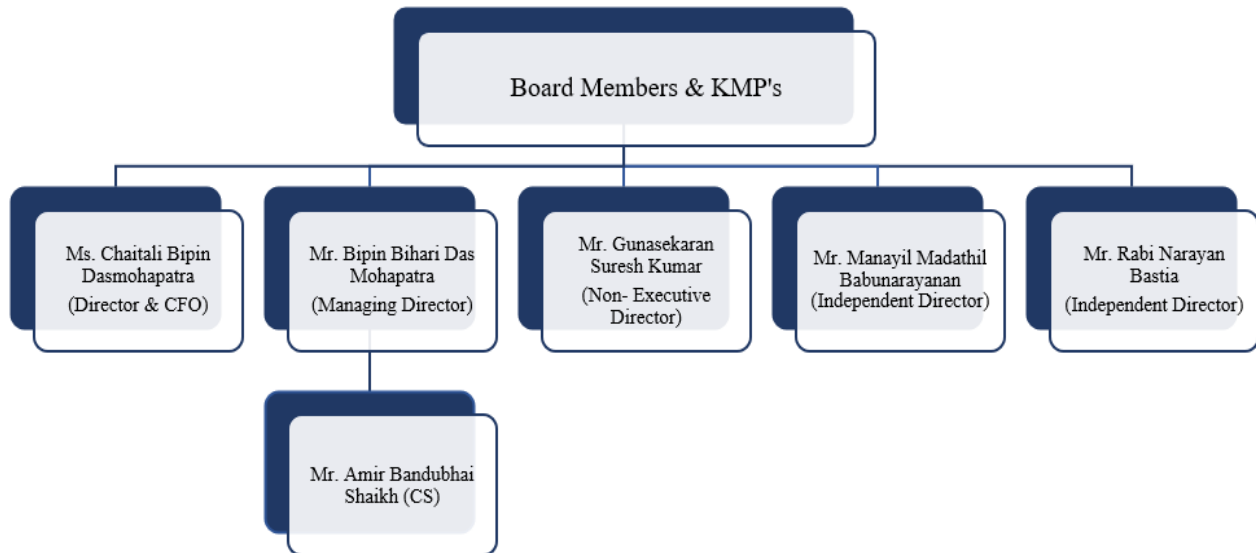 Board Members & KMP's
Ms. Chaitali Bipin
Dasmohapatra
(Director & CFO)
Mr. Bipin Bihari Das
Mohapatra
(Managing Director)
Mr. Gunasekaran
Suresh Kumar
(Non- Executive
Director)
Mr. Manayil Madathil
Babunarayanan
(Independent Director)
Mr. Rabi Narayan
Bastia
(Independent Director)
Mr. Amir Bandubhai
Shaikh (CS)